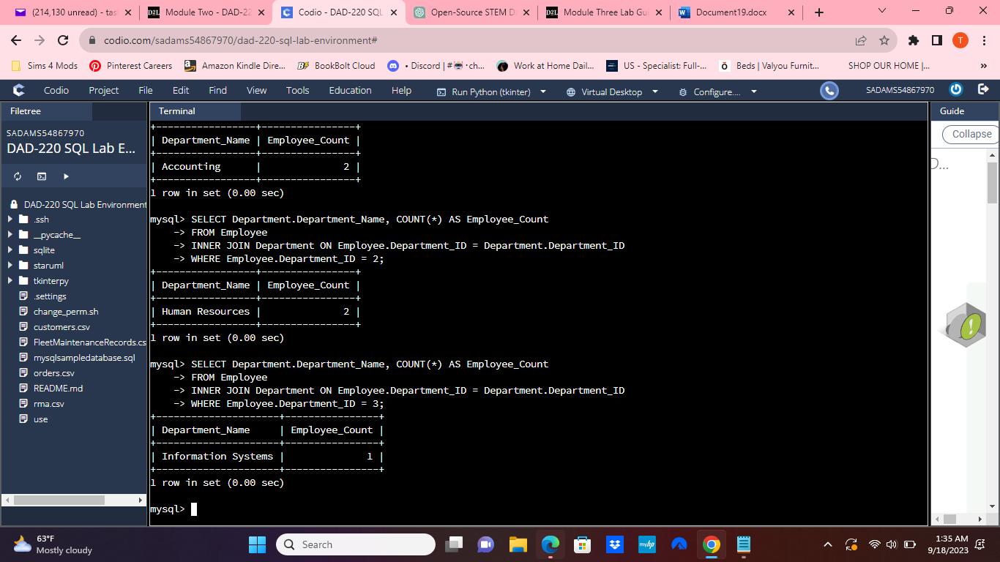 (214,130 unread) - tas
Module Two - DAD-22
Codio - DAD-220 SQL
Open-Source STEM D
Module Three Lab Gu
Document19.docx
codio.com/sadams54867970/dad-220-sql-lab-environment#
T
Sims 4 Mods
Pinterest Careers
Amazon Kindle Dire...
BookBolt Cloud
• Discord | #
ch...
Work at Home Dail...
US - Specialist: Full-...
Beds | Valyou Furnit...
SHOP OUR HOME |...
»
Codio Project File Edit Find View Tools Education Help
Run Python (tkinter)
Virtual Desktop
Configure....
SADAMS54867970
Filetree
Terminal
Guide
SADAMS54867970
DAD-220 SQL Lab E...
Collapse
D...
DAD-220 SQL Lab Environment
.ssh
__pycache__
sqlite
staruml
tkinterpy
.settings
change_perm.sh
customers.csv
FleetMaintenanceRecords.cs
mysqlsampledatabase.sql
orders.csv
README.md
rma.csv
use
+-----------------+----------------+
| Department_Name | Employee_Count |
+-----------------+----------------+
| Accounting      |              2 |
+-----------------+----------------+
1 row in set (0.00 sec)
mysql> SELECT Department.Department_Name, COUNT(*) AS Employee_Count
    -> FROM Employee
    -> INNER JOIN Department ON Employee.Department_ID = Department.Department_ID
    -> WHERE Employee.Department_ID = 2;
+-----------------+----------------+
| Department_Name | Employee_Count |
+-----------------+----------------+
| Human Resources |              2 |
+-----------------+----------------+
1 row in set (0.00 sec)
mysql> SELECT Department.Department_Name, COUNT(*) AS Employee_Count
    -> FROM Employee
    -> INNER JOIN Department ON Employee.Department_ID = Department.Department_ID
    -> WHERE Employee.Department_ID = 3;
+---------------------+----------------+
| Department_Name     | Employee_Count |
+---------------------+----------------+
| Information Systems |              1 |
+---------------------+----------------+
1 row in set (0.00 sec)
mysql>
63°F
Mostly cloudy
Search
myhp
1:35 AM
9/18/2023